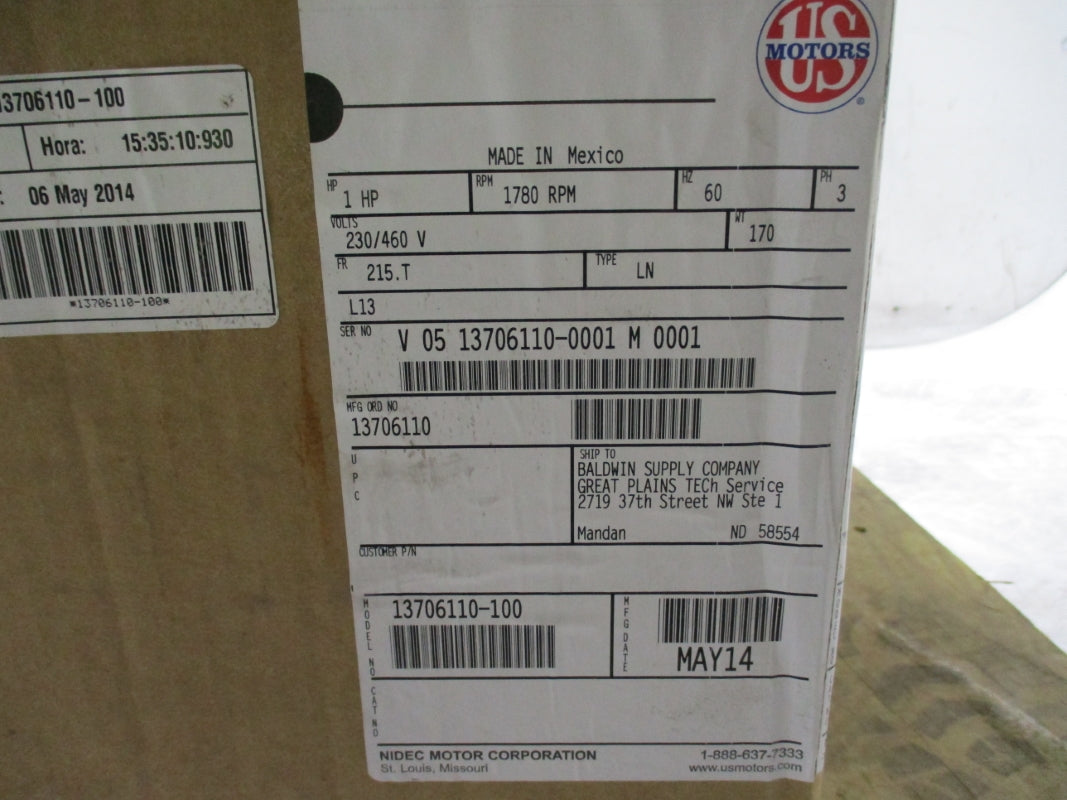 13706110-100
Hora: 15:35:10:930
06 May 2014
*13706110-100*
US
MOTORS
®
MADE IN Mexico
HP 1 HP RPM 1780 RPM HZ 60 PH 3
VOLTS 230/460 V WT 170
FR 215.T TYPE LN
L13
SER NO V 05 13706110-0001 M 0001
MFG ORD NO
13706110
UPC
SHIP TO
BALDWIN SUPPLY COMPANY
GREAT PLAINS TECh Service
2719 37th Street NW Ste 1
Mandan ND 58554
CUSTOMER P/N
MODEL NO 13706110-100
MFG DATE MAY14
CAT NO
NIDEC MOTOR CORPORATION 1-888-637-7333
St. Louis, Missouri www.usmotors.com